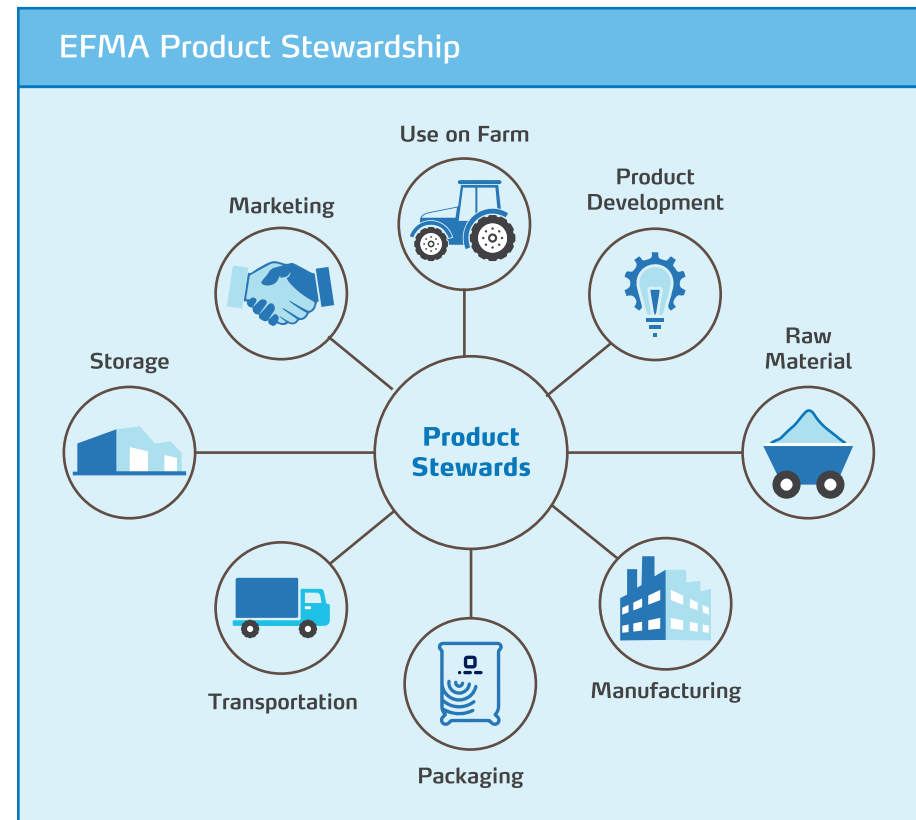 EFMA Product Stewardship
Use on Farm
Product
Development
Marketing
Raw
Material
Storage
Product
Stewards
Manufacturing
Transportation
Packaging